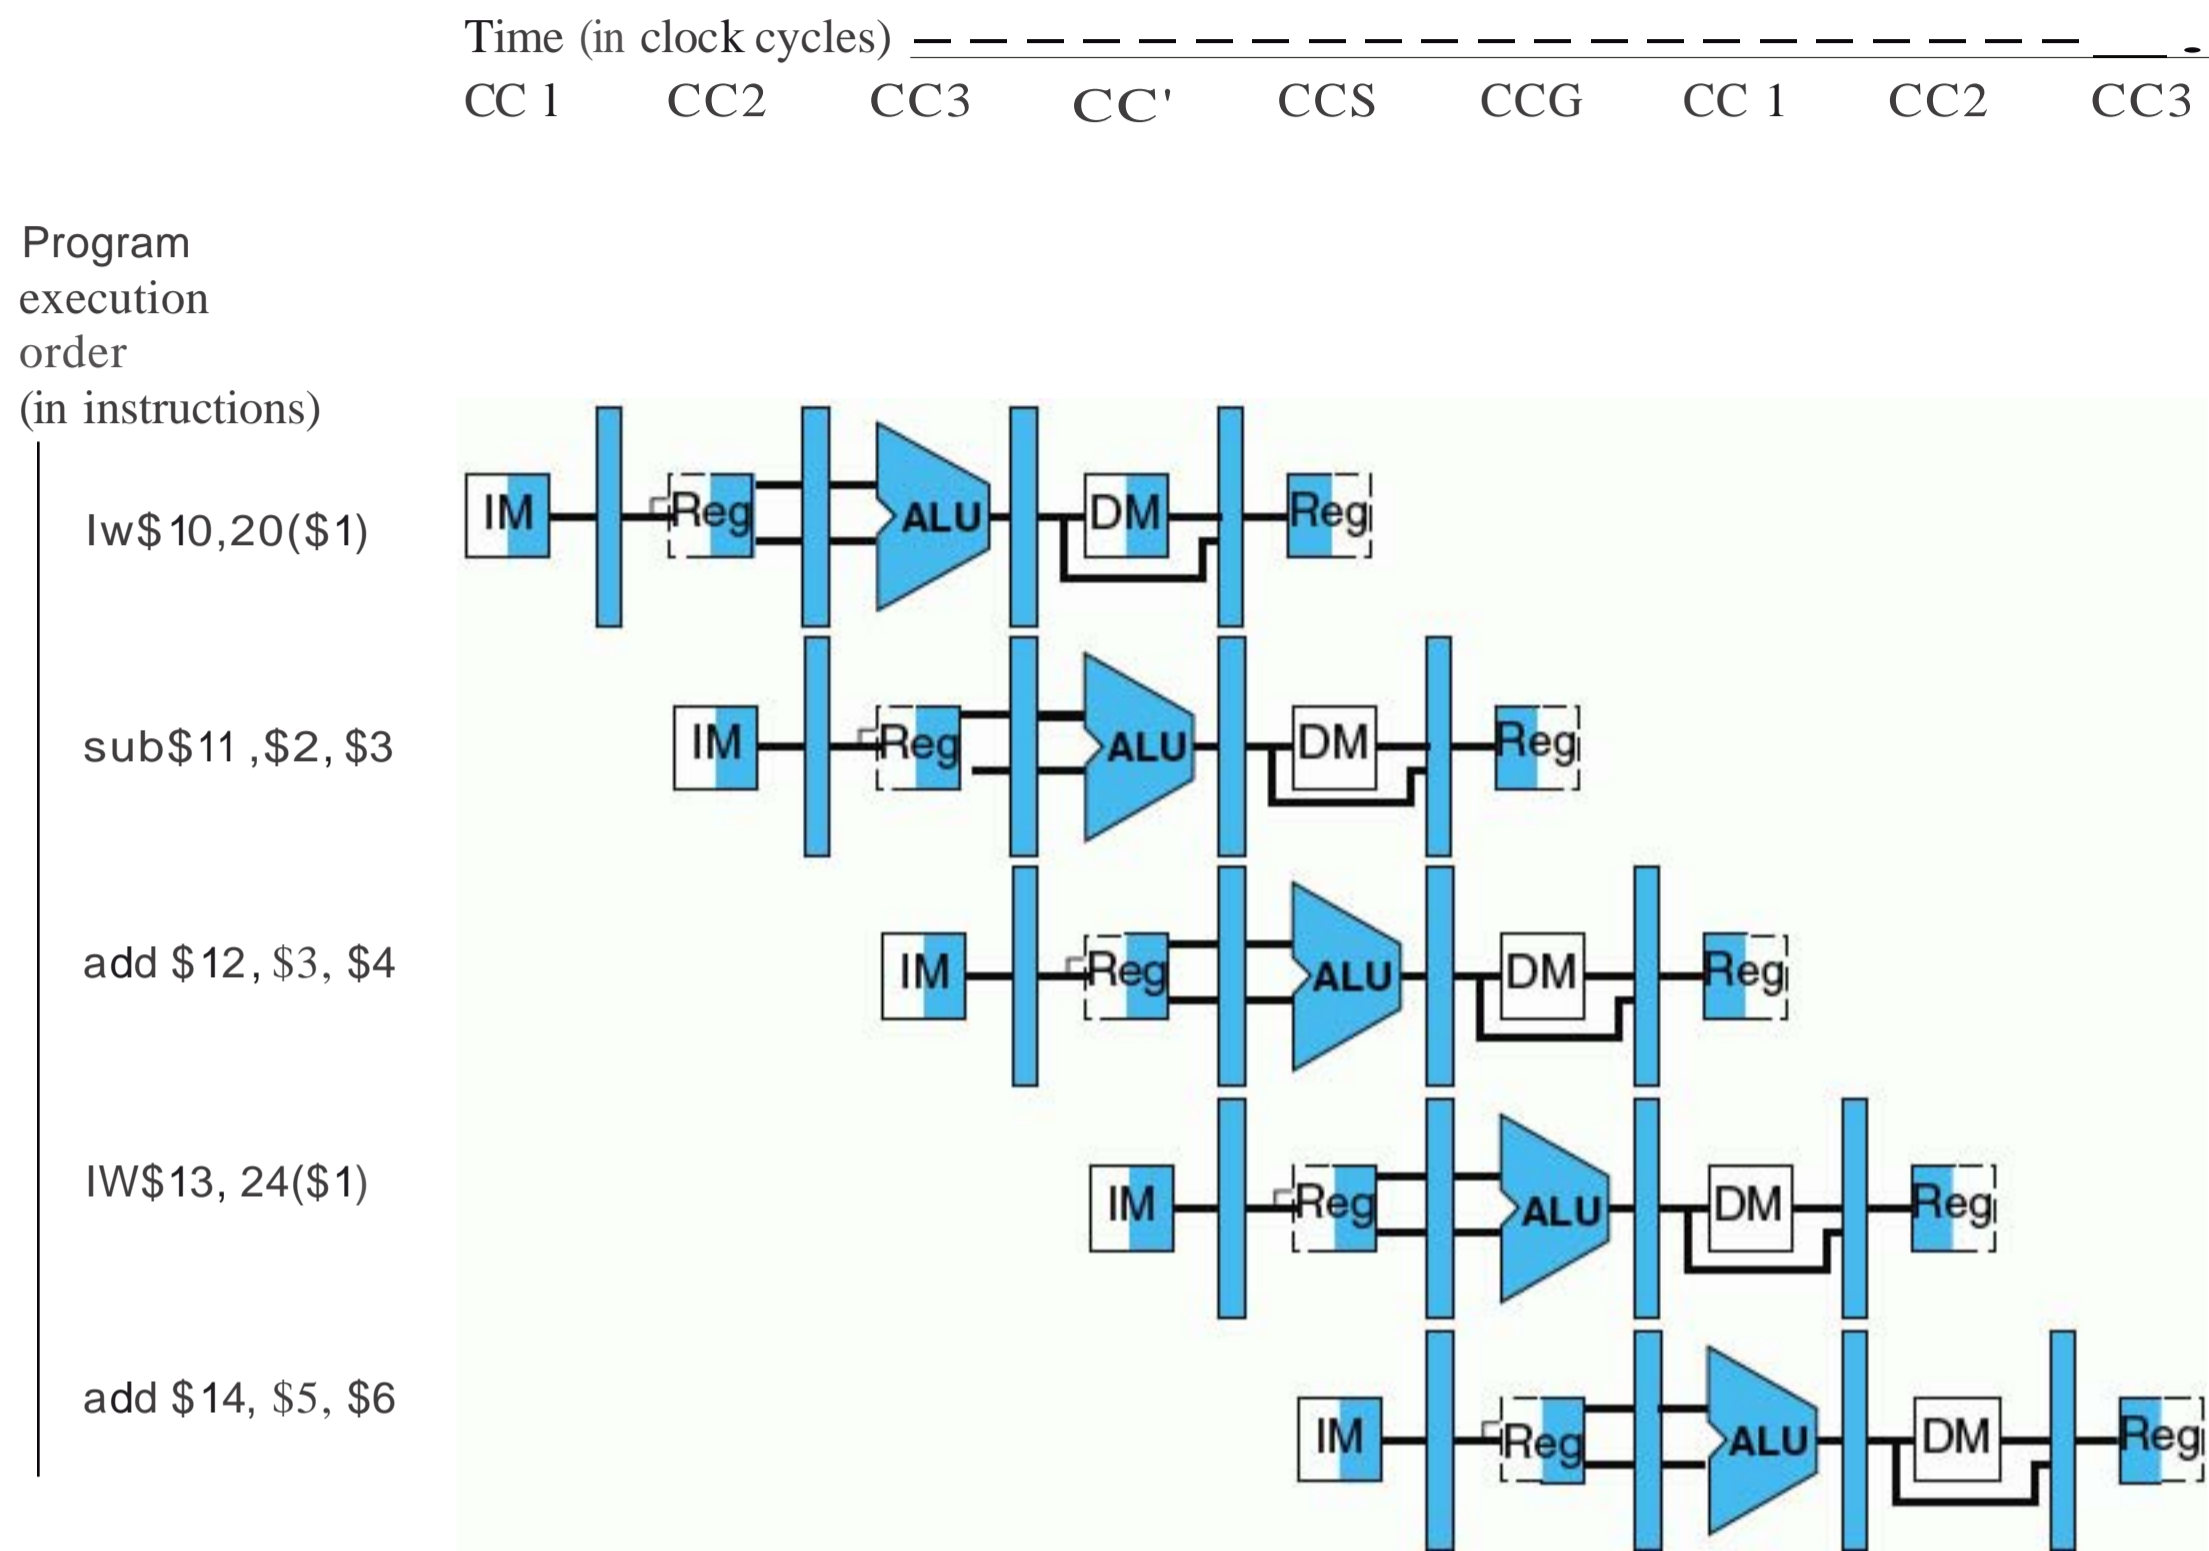 Time (in clock cycles)
CC 1 CC2 CC3 CC' CCS CCG CC 1 CC2 CC3
Program
execution
order
(in instructions)
lw$10,20($1)
IM Reg ALU DM Reg
sub$11 ,$2, $3
IM Reg ALU DM Reg
add $12, $3, $4
IM Reg ALU DM Reg
IW$13, 24($1)
IM Reg ALU DM Reg
add $14, $5, $6
IM Reg ALU DM Reg